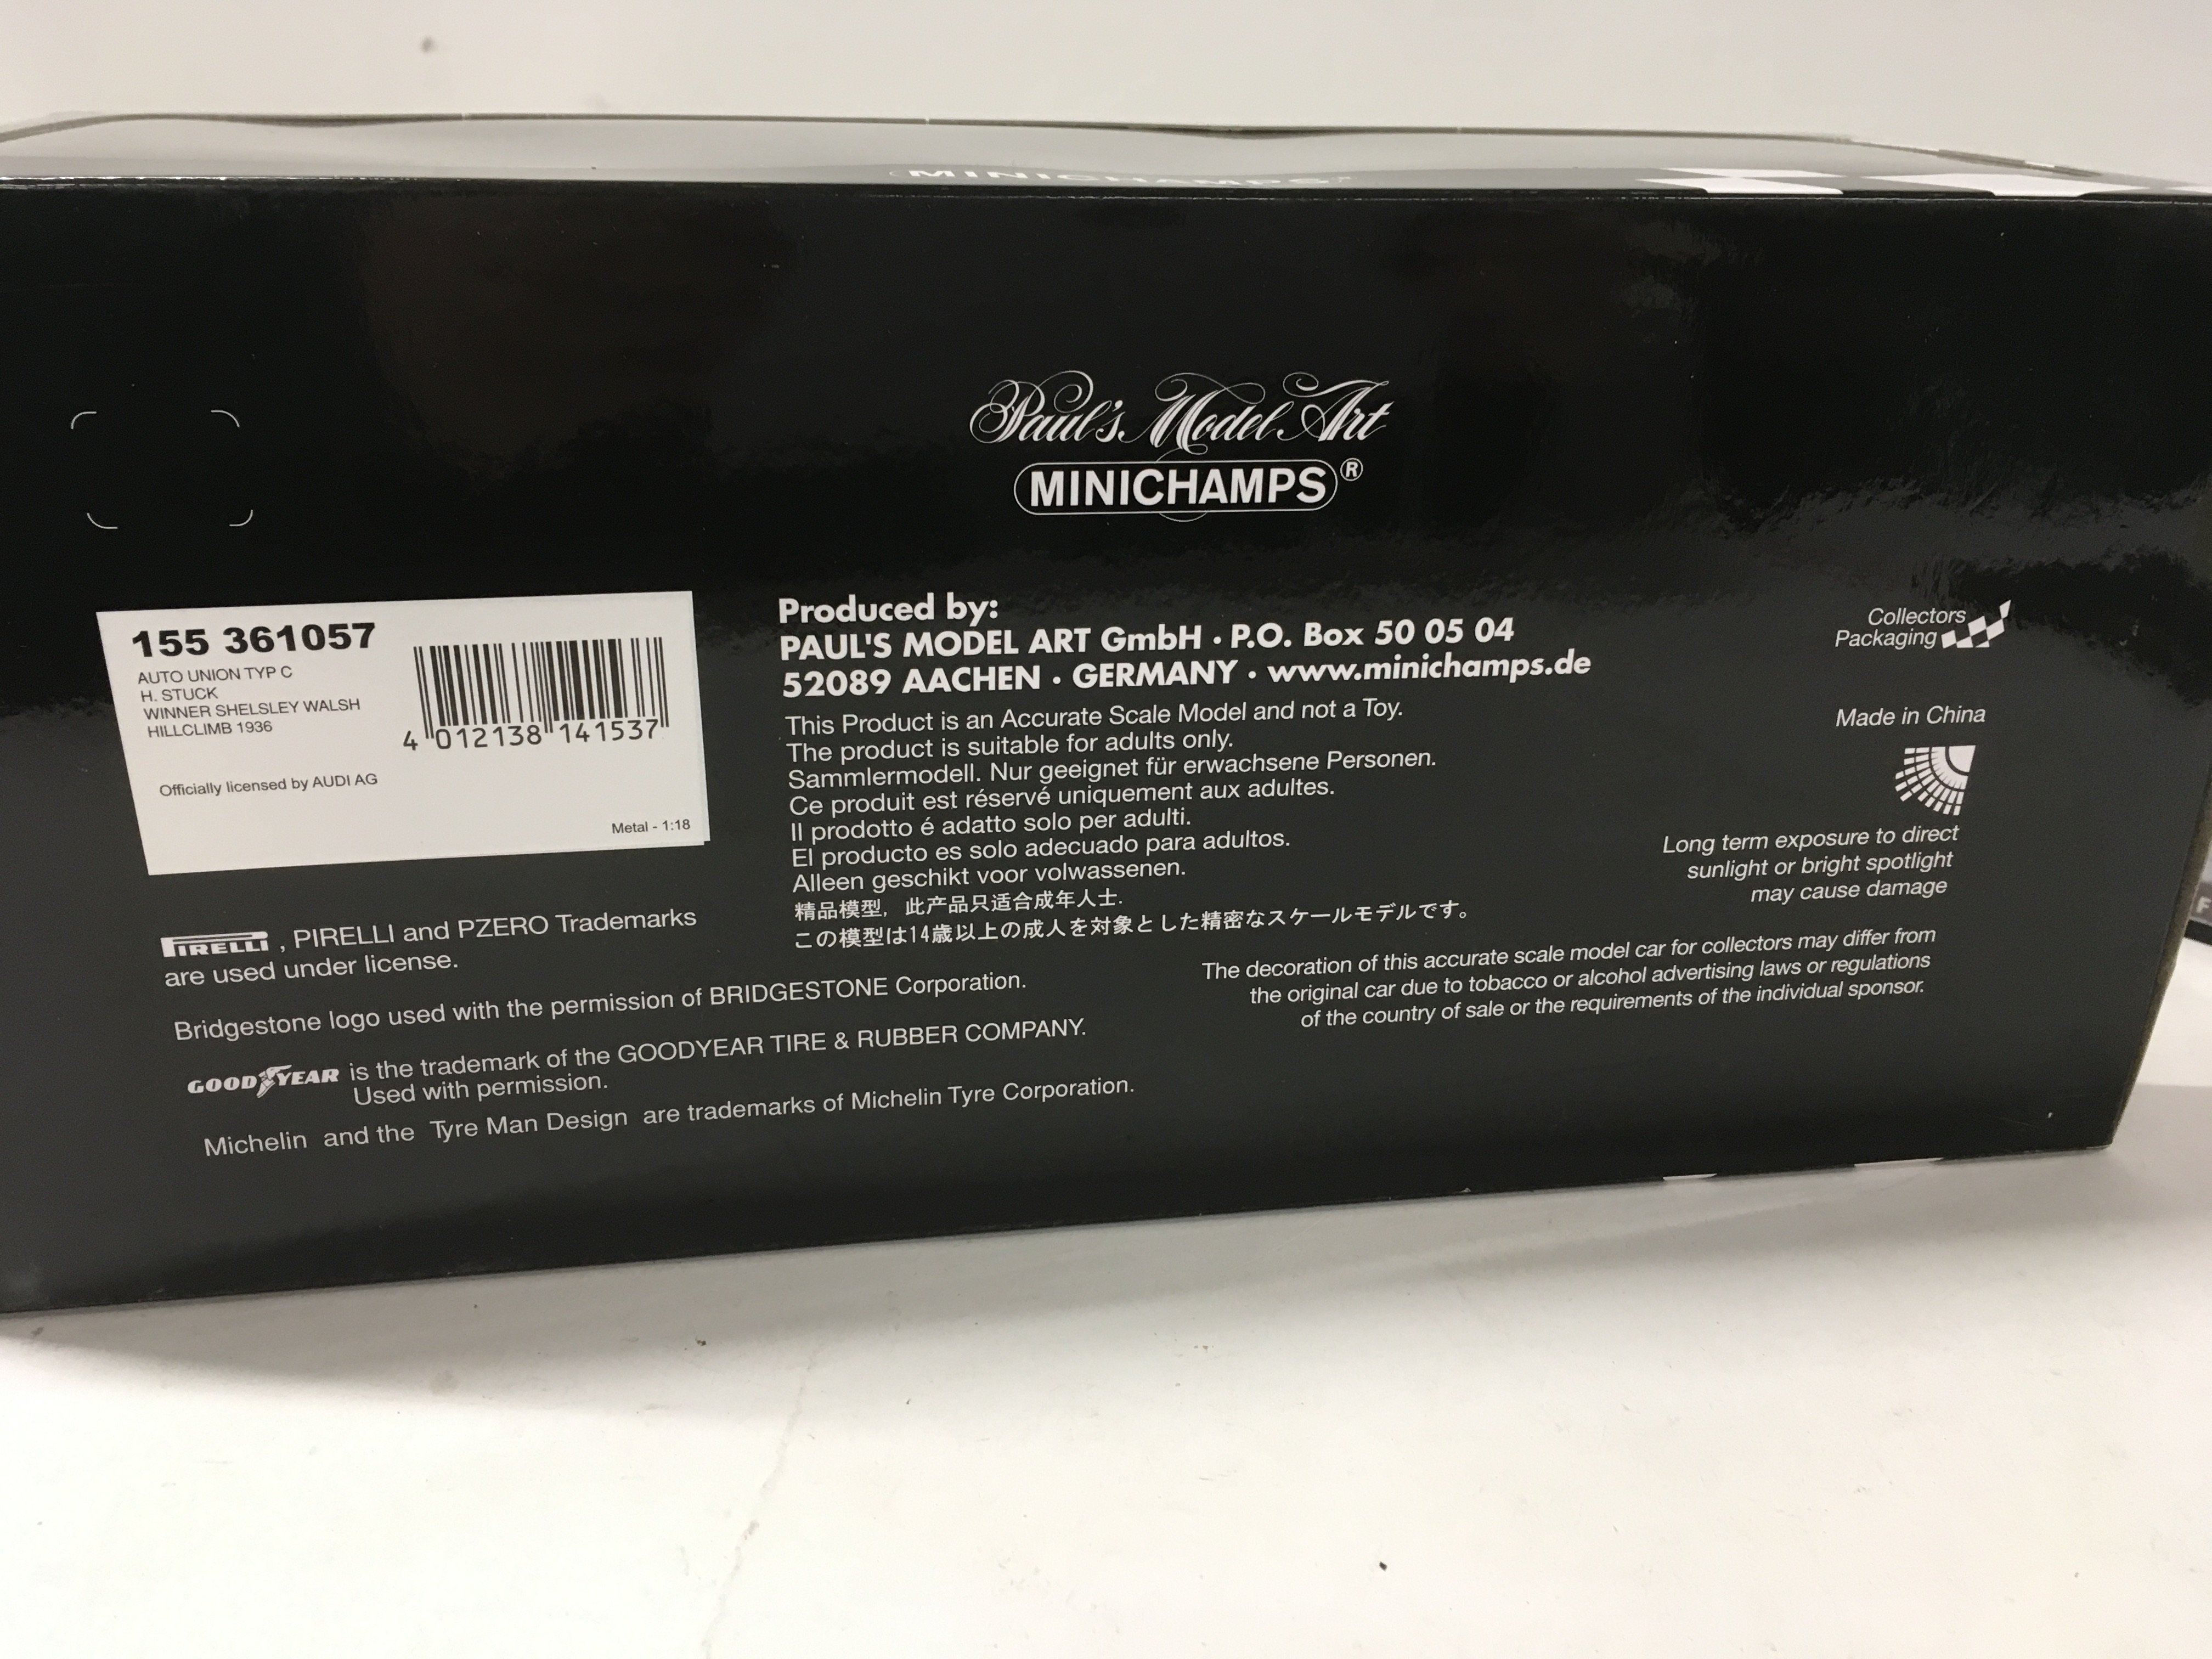 MINICHAMPS
Paul's Model Art
MINICHAMPS®
155 361057
AUTO UNION TYP C
H. STUCK
WINNER SHELSLEY WALSH
HILLCLIMB 1936
4 012138 141537
Officially licensed by AUDI AG
Metal - 1:18
Produced by:
PAUL'S MODEL ART GmbH • P.O. Box 50 05 04
52089 AACHEN • GERMANY • www.minichamps.de
This Product is an Accurate Scale Model and not a Toy.
The product is suitable for adults only.
Sammlermodell. Nur geeignet für erwachsene Personen.
Ce produit est réservé uniquement aux adultes.
Il prodotto é adatto solo per adulti.
El producto es solo adecuado para adultos.
Alleen geschikt voor volwassenen.
精品模型，此产品只适合成年人士.
この模型は14歳以上の成人を対象とした精密なスケールモデルです。
Collectors
Packaging
Made in China
Long term exposure to direct
sunlight or bright spotlight
may cause damage
The decoration of this accurate scale model car for collectors may differ from
the original car due to tobacco or alcohol advertising laws or regulations
of the country of sale or the requirements of the individual sponsor.
PIRELLI , PIRELLI and PZERO Trademarks
are used under license.
Bridgestone logo used with the permission of BRIDGESTONE Corporation.
GOODYEAR is the trademark of the GOODYEAR TIRE & RUBBER COMPANY.
Used with permission.
Michelin and the Tyre Man Design are trademarks of Michelin Tyre Corporation.